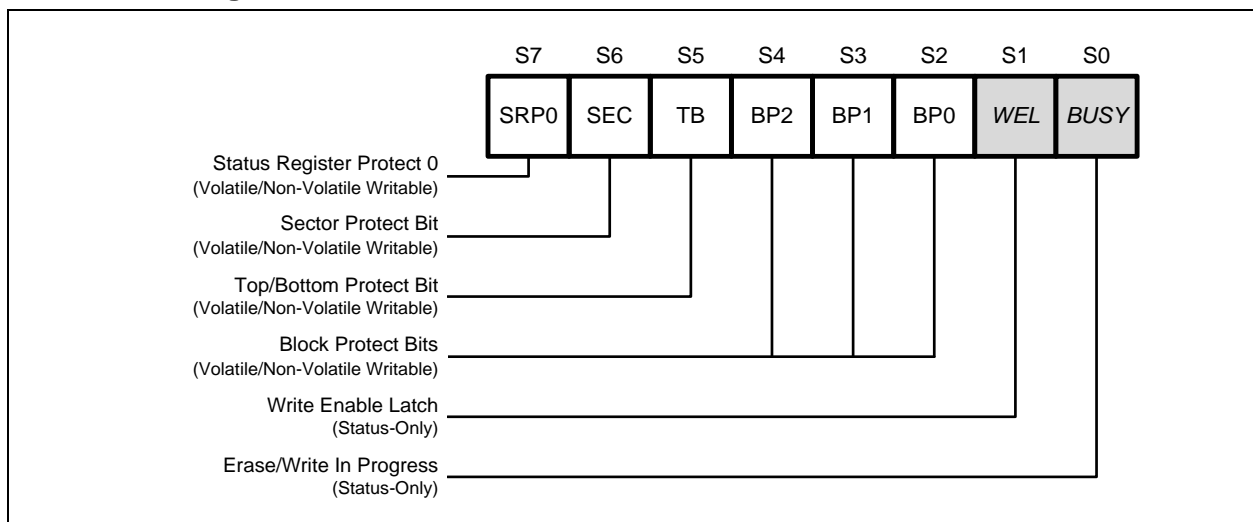 S7 S6 S5 S4 S3 S2 S1 S0
SRP0 SEC TB BP2 BP1 BP0 WEL BUSY
Status Register Protect 0
(Volatile/Non-Volatile Writable)
Sector Protect Bit
(Volatile/Non-Volatile Writable)
Top/Bottom Protect Bit
(Volatile/Non-Volatile Writable)
Block Protect Bits
(Volatile/Non-Volatile Writable)
Write Enable Latch
(Status-Only)
Erase/Write In Progress
(Status-Only)